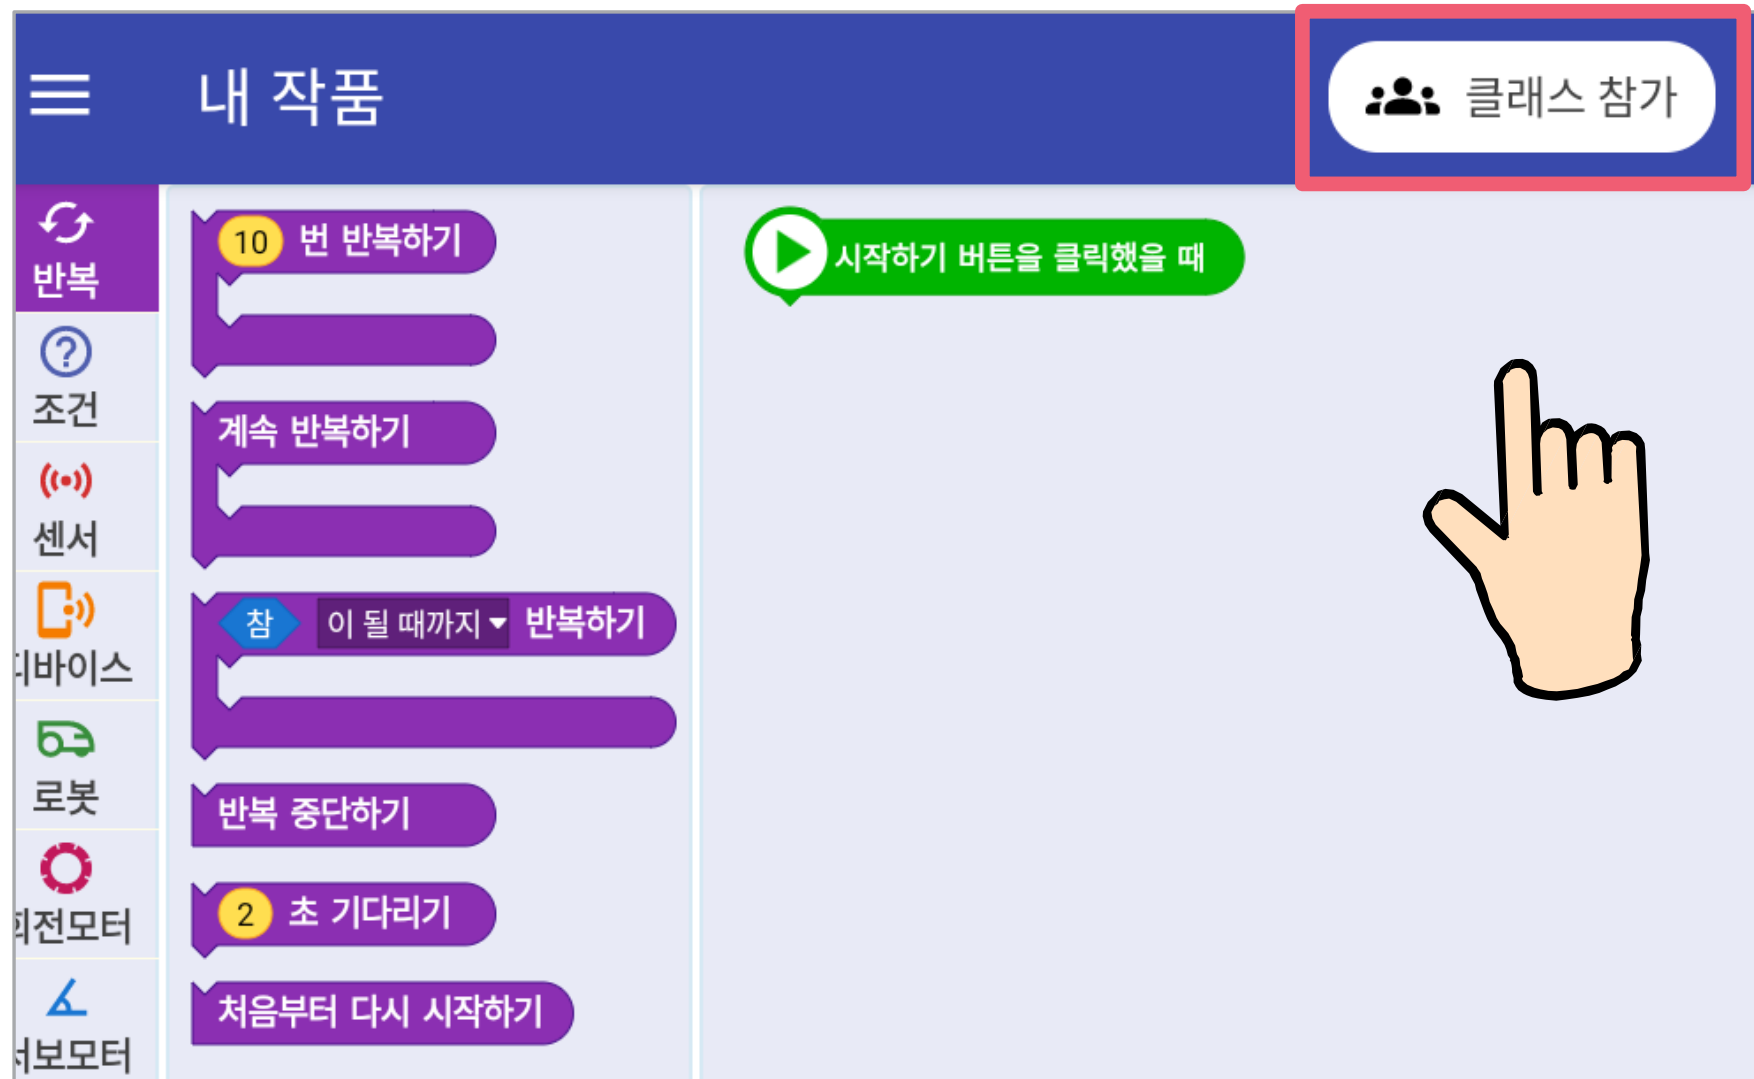 내 작품
클래스 참가
반복
조건
센서
디바이스
로봇
회전모터
서보모터
10 번 반복하기
계속 반복하기
참 이 될 때까지 반복하기
반복 중단하기
2 초 기다리기
처음부터 다시 시작하기
시작하기 버튼을 클릭했을 때